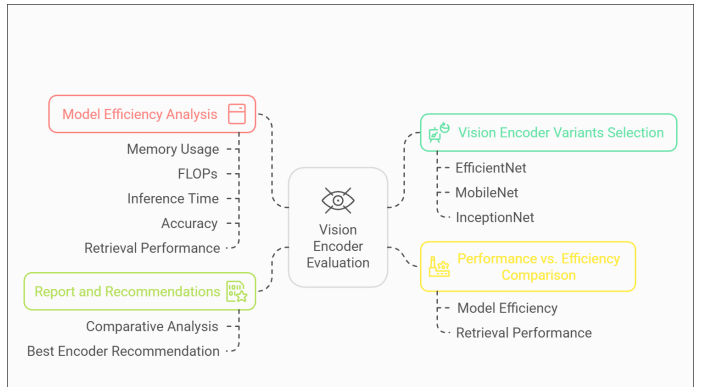 Model Efficiency Analysis
Memory Usage
FLOPs
Inference Time
Accuracy
Retrieval Performance
Report and Recommendations
Comparative Analysis
Best Encoder Recommendation
Vision
Encoder
Evaluation
Vision Encoder Variants Selection
EfficientNet
MobileNet
InceptionNet
Performance vs. Efficiency
Comparison
Model Efficiency
Retrieval Performance